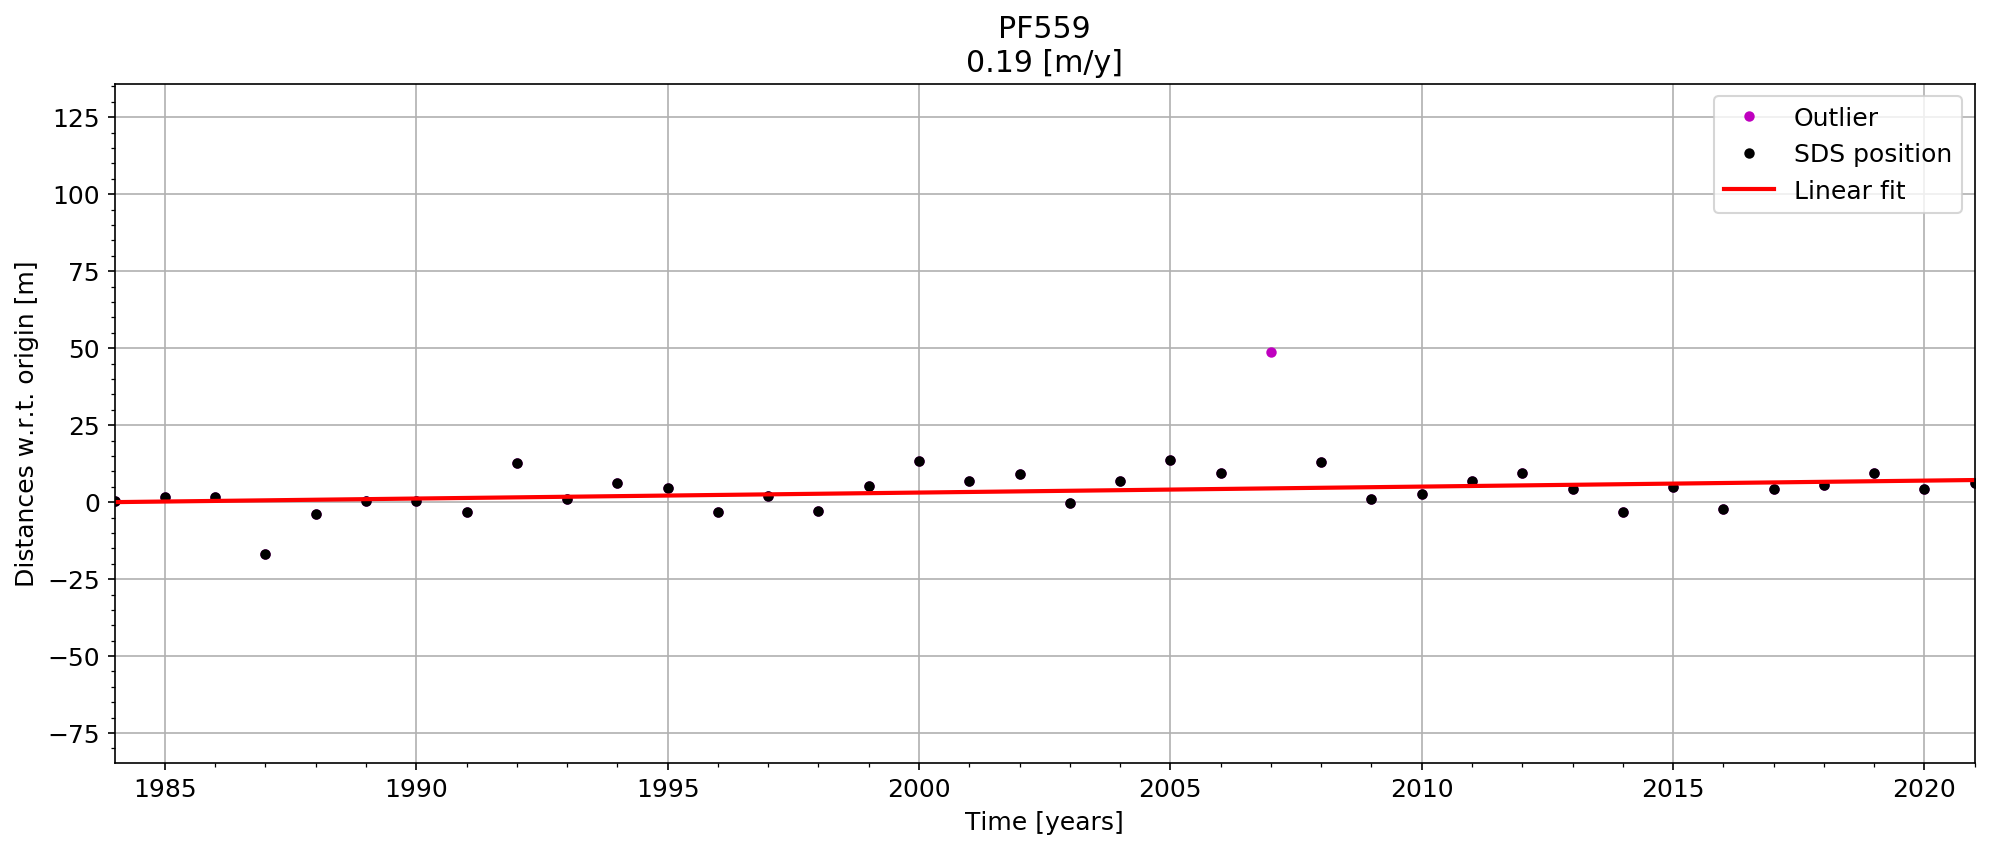 PF559
0.19 [m/y]
Outlier
SDS position
Linear fit
Distances w.r.t. origin [m]
125
100
75
50
25
0
−25
−50
−75
1985
1990
1995
2000
2005
2010
2015
2020
Time [years]